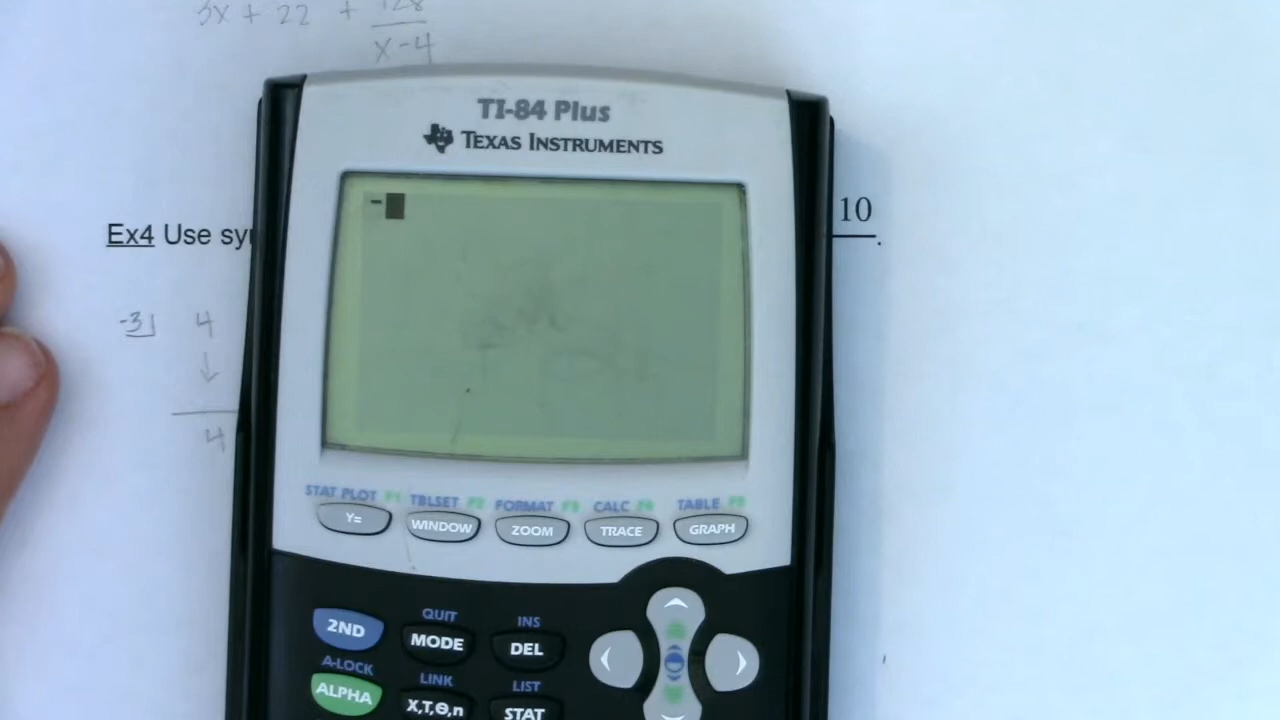 3x + 22 + 128
x-4
TI-84 Plus
TEXAS INSTRUMENTS
-
10
Ex4 Use
.
-3 4
↓
4
STAT PLOT F1 TBLSET F2 FORMAT F3 CALC F4 TABLE F5
Y= WINDOW ZOOM TRACE GRAPH
QUIT INS
2ND MODE DEL
A-LOCK LINK LIST
ALPHA X,T,Θ,n STAT